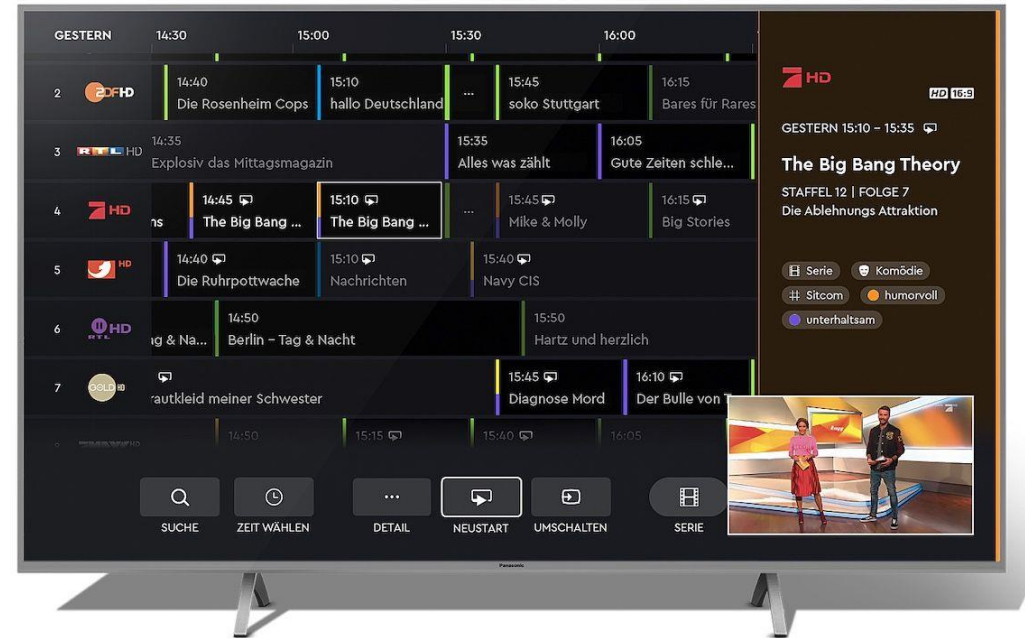 GESTERN 14:30 15:00 15:30 16:00
14:40 15:10 15:45 16:15
2 ZDF HD Die Rosenheim Cops hallo Deutschland ... soko Stuttgart Bares für Rares
14:35 15:35 16:05
3 RTL HD Explosiv das Mittagsmagazin Alles was zählt Gute Zeiten schle...
14:45 15:10 15:45 16:15
4 HD ns The Big Bang ... The Big Bang ... ... Mike & Molly Big Stories
14:40 15:10 15:40
5 HD Die Ruhrpottwache Nachrichten Navy CIS
14:50 15:50
6 RTL II HD g & Na... Berlin – Tag & Nacht Hartz und herzlich
15:45 16:10
7 GOLD HD rautkleid meiner Schwester Diagnose Mord Der Bulle von T
14:50 15:15 15:40 16:05
HD
HD 16:9
GESTERN 15:10 – 15:35
The Big Bang Theory
STAFFEL 12 | FOLGE 7
Die Ablehnungs Attraktion
Serie Komödie
# Sitcom humorvoll
unterhaltsam
SUCHE ZEIT WÄHLEN DETAIL NEUSTART UMSCHALTEN SERIE
Panasonic